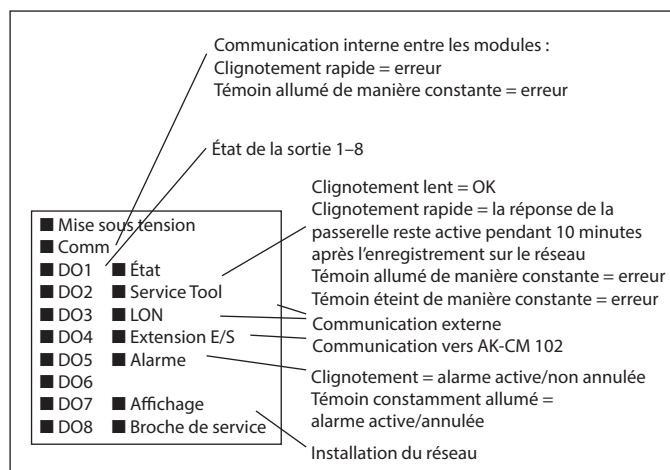 Communication interne entre les modules :
Clignotement rapide = erreur
Témoin allumé de manière constante = erreur
État de la sortie 1–8
Clignotement lent = OK
Clignotement rapide = la réponse de la
passerelle reste active pendant 10 minutes
après l'enregistrement sur le réseau
Témoin allumé de manière constante = erreur
Témoin éteint de manière constante = erreur
■ Mise sous tension
■ Comm
■ DO1 ■ État
■ DO2 ■ Service Tool
■ DO3 ■ LON
■ DO4 ■ Extension E/S
■ DO5 ■ Alarme
■ DO6
■ DO7 ■ Affichage
■ DO8 ■ Broche de service
Communication externe
Communication vers AK-CM 102
Clignotement = alarme active/non annulée
Témoin constamment allumé =
alarme active/annulée
Installation du réseau